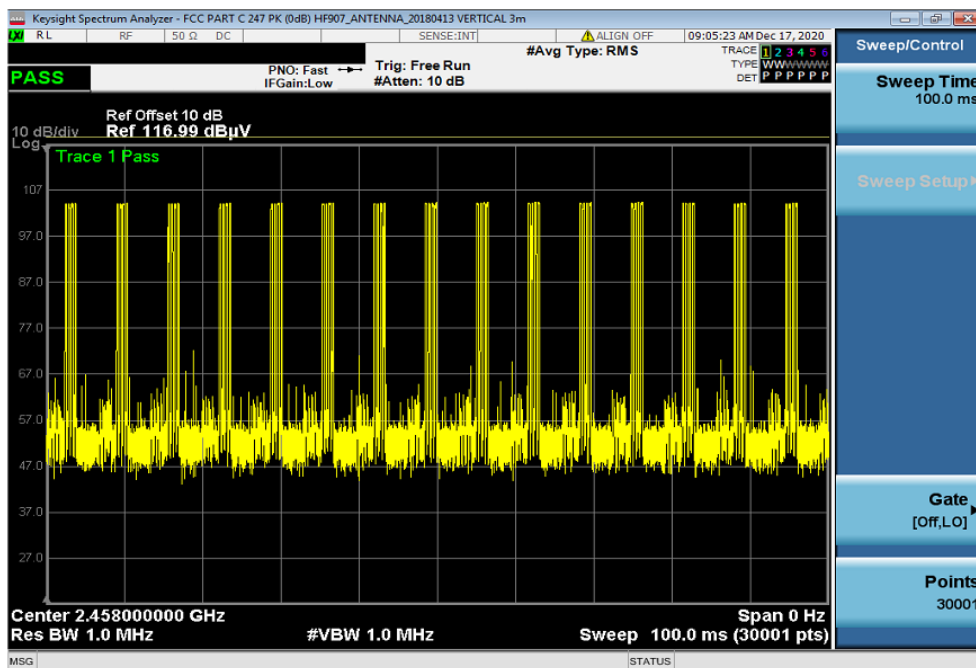 Keysight Spectrum Analyzer - FCC PART C 247 PK (0dB) HF907_ANTENNA_20180413 VERTICAL 3m
LXI RL RF 50 Ω DC SENSE:INT ALIGN OFF 09:05:23 AM Dec 17, 2020
PASS
PNO: Fast
IFGain:Low
Trig: Free Run
#Atten: 10 dB
#Avg Type: RMS
TRACE 1 2 3 4 5 6
TYPE WWWWWW
DET P P P P P P
Ref Offset 10 dB
10 dB/div Ref 116.99 dBµV
Log
Trace 1 Pass
107
97.0
87.0
77.0
67.0
57.0
47.0
37.0
27.0
Center 2.458000000 GHz Span 0 Hz
Res BW 1.0 MHz #VBW 1.0 MHz Sweep 100.0 ms (30001 pts)
MSG STATUS
Sweep/Control
Sweep Time
100.0 ms
Sweep Setup
Gate
[Off,LO]
Points
30001